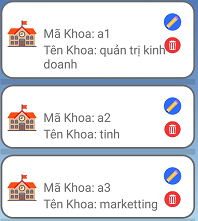 Mã Khoa: a1
Tên Khoa: quản trị kinh
doanh
Mã Khoa: a2
Tên Khoa: tinh
Mã Khoa: a3
Tên Khoa: marketting